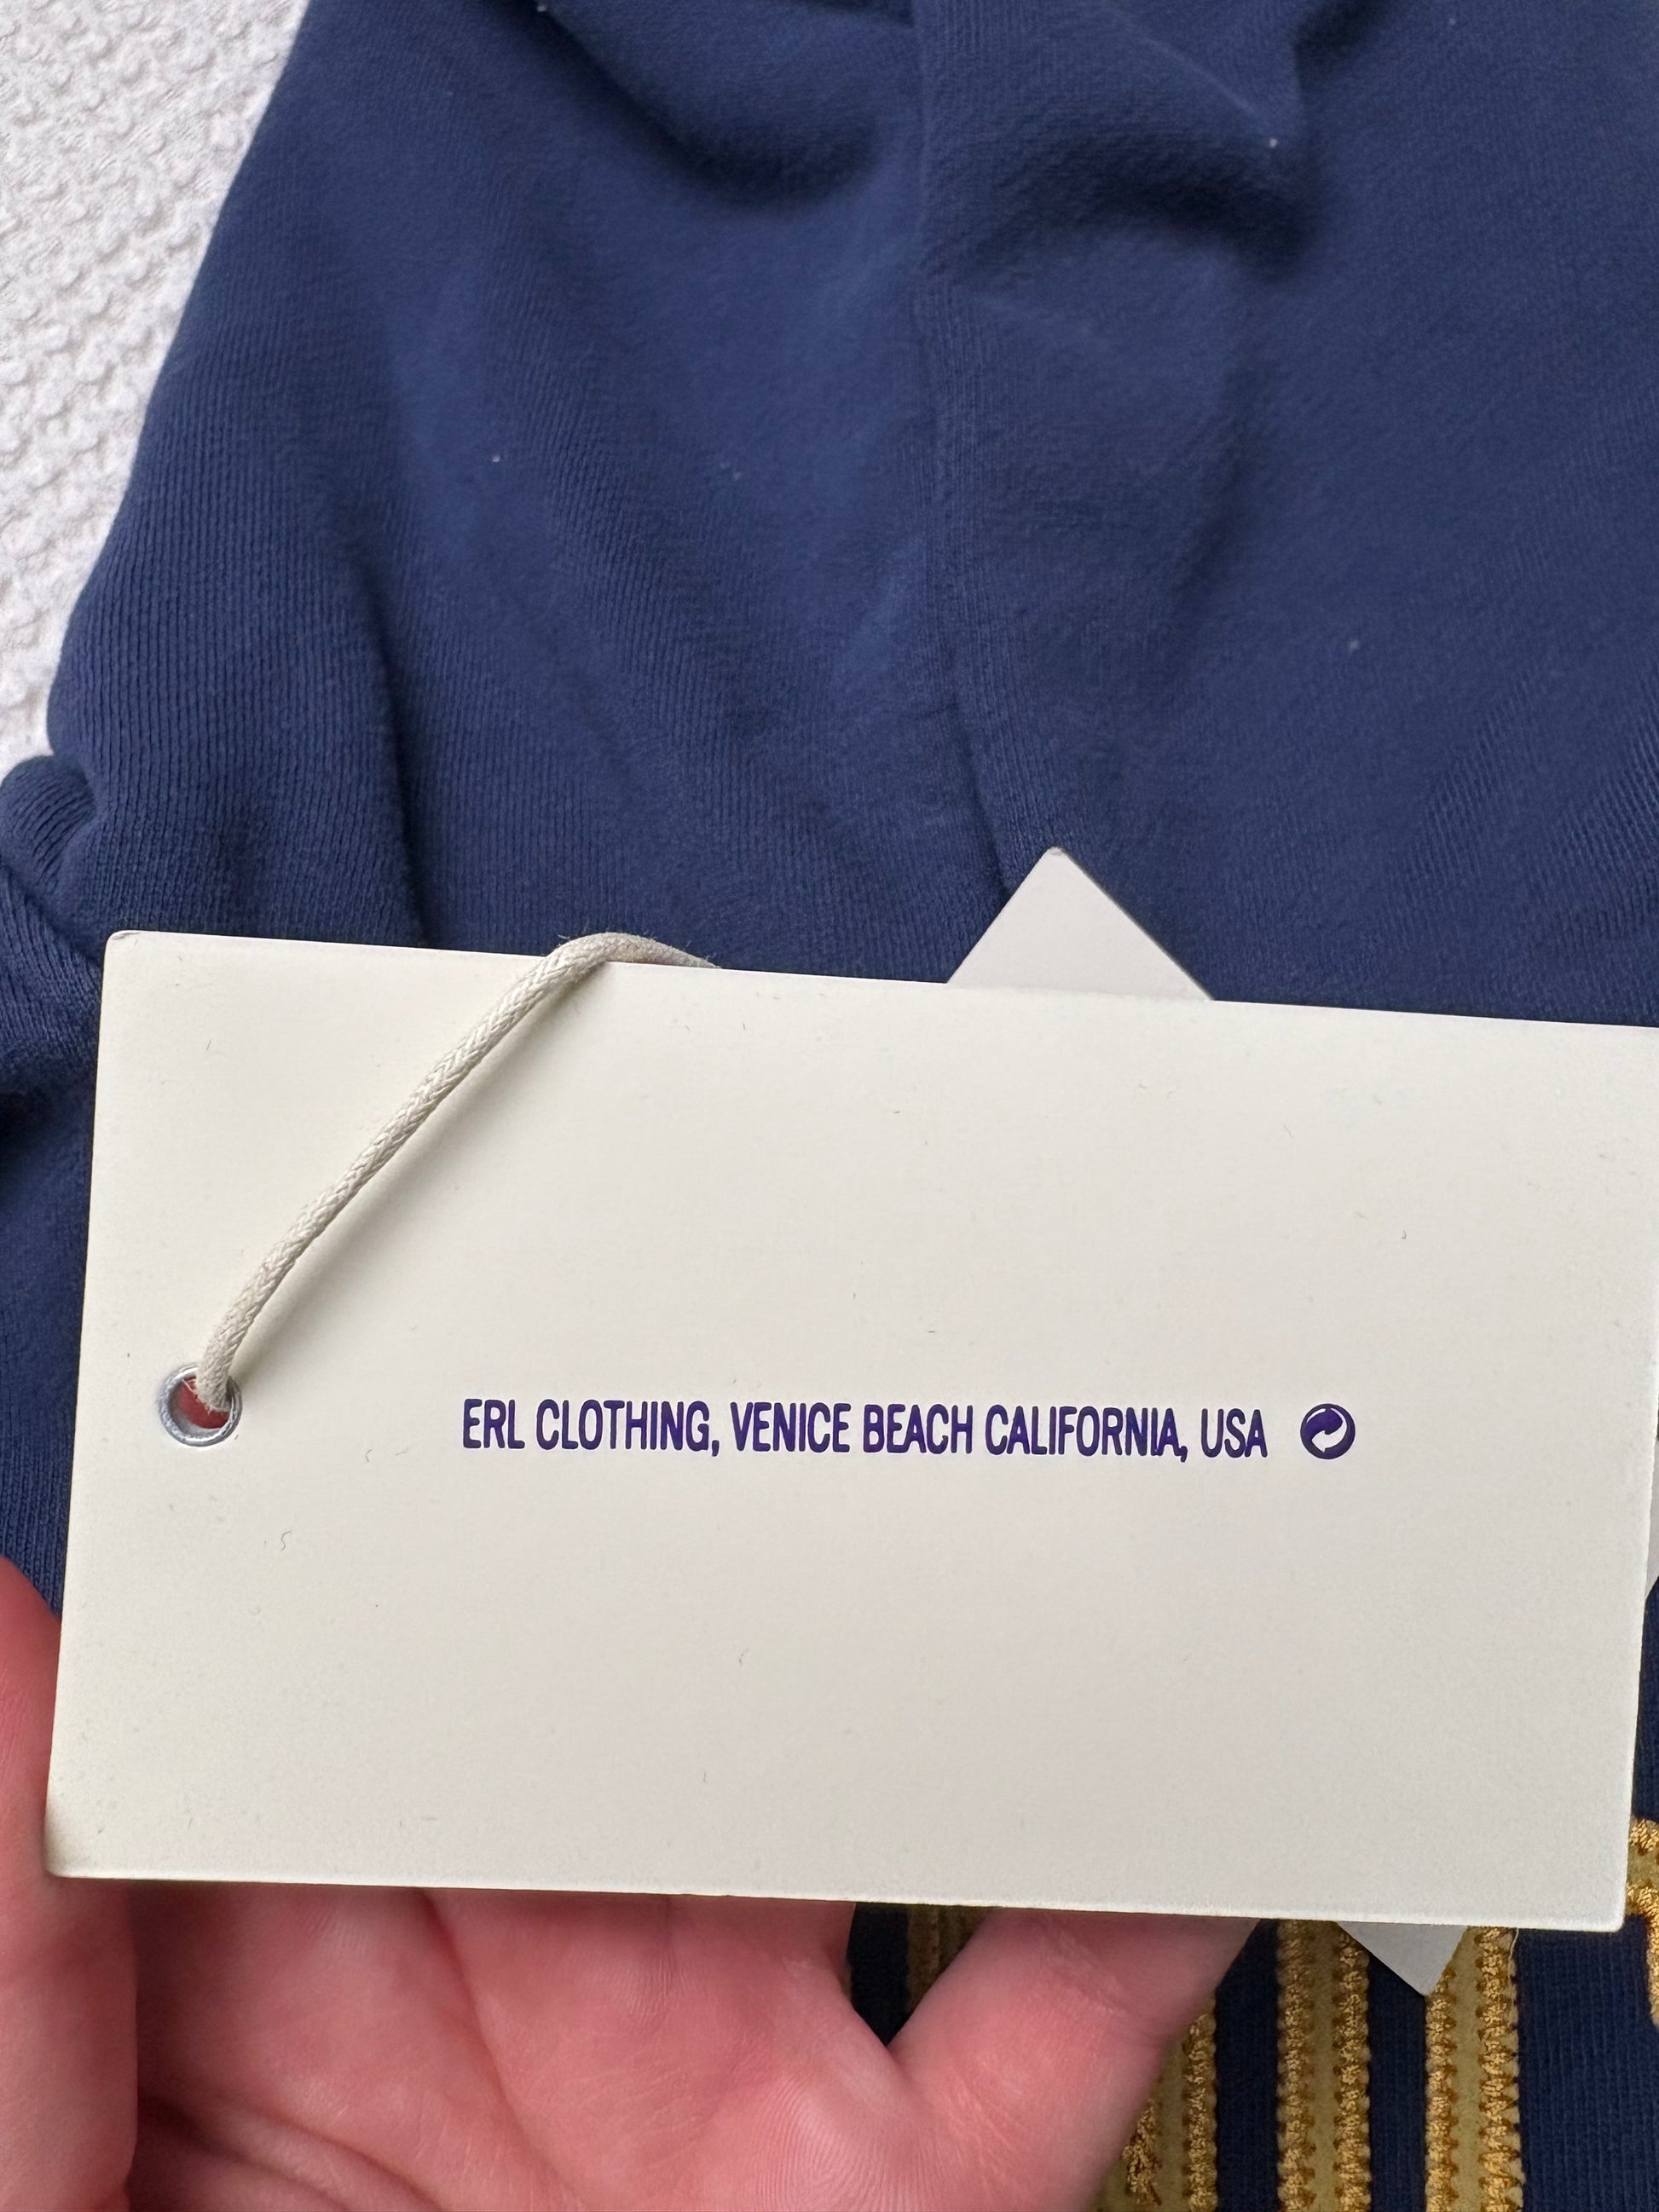 ERL CLOTHING, VENICE BEACH CALIFORNIA, USA